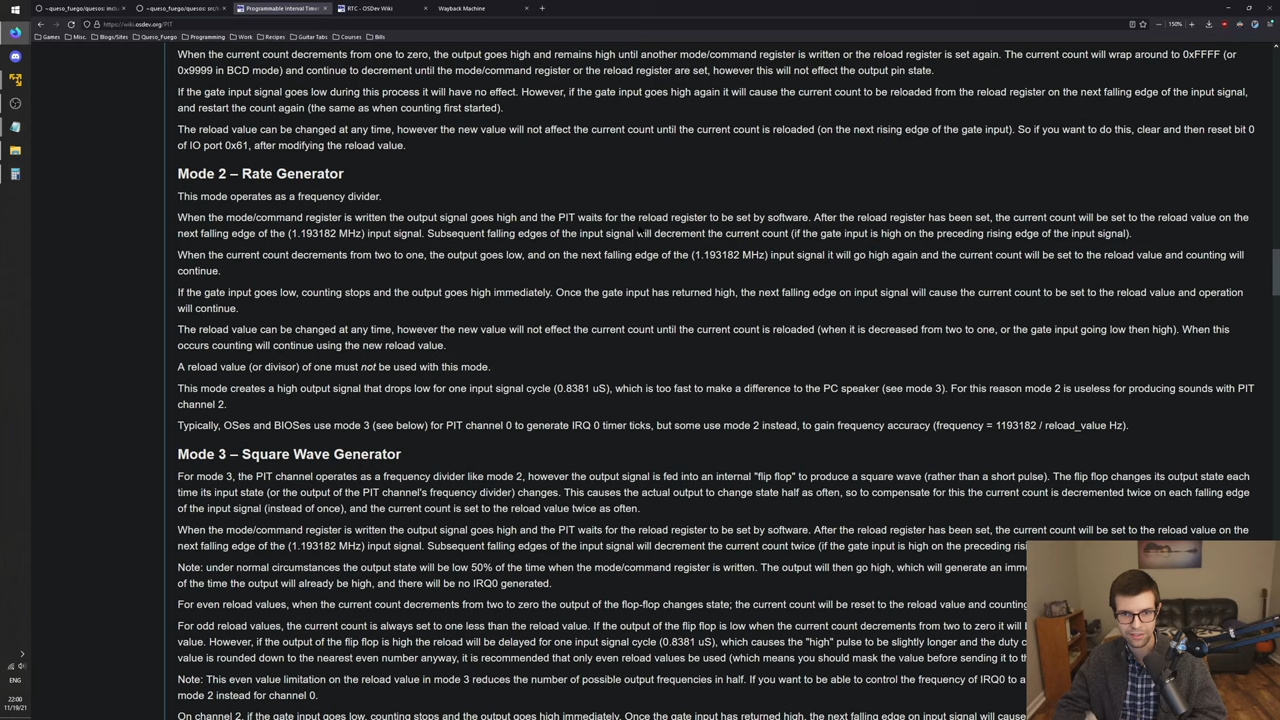 ~queso_fuego/quesos: inclu
~queso_fuego/quesos: src/k
Programmable Interval Timer
RTC - OSDev Wiki
Wayback Machine
https://wiki.osdev.org/PIT
150%
Games Misc. Blogs/Sites Queso_Fuego Programming Work Recipes Guitar Tabs Courses Bills
When the current count decrements from one to zero, the output goes high and remains high until another mode/command register is written or the reload register is set again. The current count will wrap around to 0xFFFF (or
0x9999 in BCD mode) and continue to decrement until the mode/command register or the reload register are set, however this will not effect the output pin state.
If the gate input signal goes low during this process it will have no effect. However, if the gate input goes high again it will cause the current count to be reloaded from the reload register on the next falling edge of the input signal,
and restart the count again (the same as when counting first started).
The reload value can be changed at any time, however the new value will not affect the current count until the current count is reloaded (on the next rising edge of the gate input). So if you want to do this, clear and then reset bit 0
of IO port 0x61, after modifying the reload value.
Mode 2 – Rate Generator
This mode operates as a frequency divider.
When the mode/command register is written the output signal goes high and the PIT waits for the reload register to be set by software. After the reload register has been set, the current count will be set to the reload value on the
next falling edge of the (1.193182 MHz) input signal. Subsequent falling edges of the input signal will decrement the current count (if the gate input is high on the preceding rising edge of the input signal).
When the current count decrements from two to one, the output goes low, and on the next falling edge of the (1.193182 MHz) input signal it will go high again and the current count will be set to the reload value and counting will
continue.
If the gate input goes low, counting stops and the output goes high immediately. Once the gate input has returned high, the next falling edge on input signal will cause the current count to be set to the reload value and operation
will continue.
The reload value can be changed at any time, however the new value will not effect the current count until the current count is reloaded (when it is decreased from two to one, or the gate input going low then high). When this
occurs counting will continue using the new reload value.
A reload value (or divisor) of one must not be used with this mode.
This mode creates a high output signal that drops low for one input signal cycle (0.8381 uS), which is too fast to make a difference to the PC speaker (see mode 3). For this reason mode 2 is useless for producing sounds with PIT
channel 2.
Typically, OSes and BIOSes use mode 3 (see below) for PIT channel 0 to generate IRQ 0 timer ticks, but some use mode 2 instead, to gain frequency accuracy (frequency = 1193182 / reload_value Hz).
Mode 3 – Square Wave Generator
For mode 3, the PIT channel operates as a frequency divider like mode 2, however the output signal is fed into an internal "flip flop" to produce a square wave (rather than a short pulse). The flip flop changes its output state each
time its input state (or the output of the PIT channel's frequency divider) changes. This causes the actual output to change state half as often, so to compensate for this the current count is decremented twice on each falling edge
of the input signal (instead of once), and the current count is set to the reload value twice as often.
When the mode/command register is written the output signal goes high and the PIT waits for the reload register to be set by software. After the reload register has been set, the current count will be set to the reload value on the
next falling edge of the (1.193182 MHz) input signal. Subsequent falling edges of the input signal will decrement the current count twice (if the gate input is high on the preceding
Note: under normal circumstances the output state will be low 50% of the time when the mode/command register is written. The output will then go high, which will generate an
of the time the output will already be high, and there will be no IRQ0 generated).
For even reload values, when the current count decrements from two to zero the output of the flop-flop changes state; the current count will be reset to the reload value and
For odd reload values, the current count is always set to one less than the reload value. If the output of the flip flop is low when the current count decrements from two to zero it will
value. However, if the output of the flip flop is high the reload will be delayed for one input signal cycle (0.8381 uS), which causes the "high" pulse to be slightly longer and the duty
value is rounded down to the nearest even number anyway, it is recommended that only even reload values be used (which means you should mask the value before sending it to the
Note: This even value limitation on the reload value in mode 3 reduces the number of possible output frequencies in half. If you want to be able to control the frequency of IRQ0 to a
mode 2 instead for channel 0.
On channel 2, if the gate input goes low, counting stops and the output goes high immediately. Once the gate input has returned high, the next falling edge on input signal will cause
ENG
22:00
11/19/21